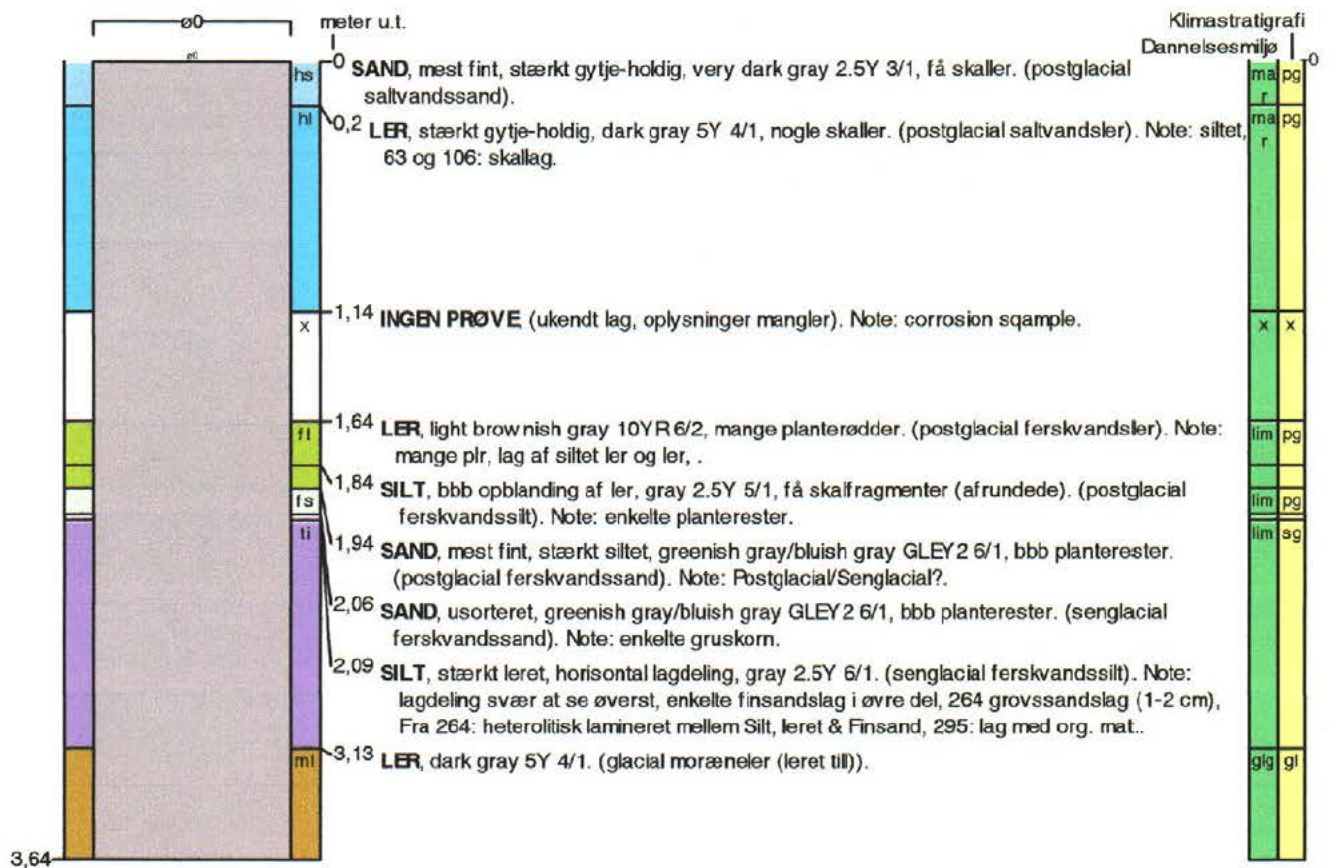 ø0
meter u.t.
Klimastratigrafi
Dannelsesmiljø
ø0
0 SAND, mest fint, stærkt gytje-holdig, very dark gray 2.5Y 3/1, få skaller. (postglacial
saltvandssand).
hs
mar pg
0
hl
0,2 LER, stærkt gytje-holdig, dark gray 5Y 4/1, nogle skaller. (postglacial saltvandsler). Note: siltet,
63 og 106: skallag.
mar pg
1,14 INGEN PRØVE, (ukendt lag, oplysninger mangler). Note: corrosion sqample.
x
x x
1,64 LER, light brownish gray 10YR 6/2, mange planterødder. (postglacial ferskvandsler). Note:
mange plr, lag af siltet ler og ler, .
fl
lim pg
1,84 SILT, bbb opblanding af ler, gray 2.5Y 5/1, få skalfragmenter (afrundede). (postglacial
ferskvandssilt). Note: enkelte planterester.
fs
lim pg
1,94 SAND, mest fint, stærkt siltet, greenish gray/bluish gray GLEY2 6/1, bbb planterester.
(postglacial ferskvandssand). Note: Postglacial/Senglacial?.
ti
lim sg
2,06 SAND, usorteret, greenish gray/bluish gray GLEY2 6/1, bbb planterester. (senglacial
ferskvandssand). Note: enkelte gruskorn.
2,09 SILT, stærkt leret, horisontal lagdeling, gray 2.5Y 6/1. (senglacial ferskvandssilt). Note:
lagdeling svær at se øverst, enkelte finsandslag i øvre del, 264 grovssandslag (1-2 cm),
Fra 264: heterolitisk lamineret mellem Silt, leret & Finsand, 295: lag med org. mat..
3,13 LER, dark gray 5Y 4/1. (glacial moræneler (leret till)).
ml
glg gl
3,64